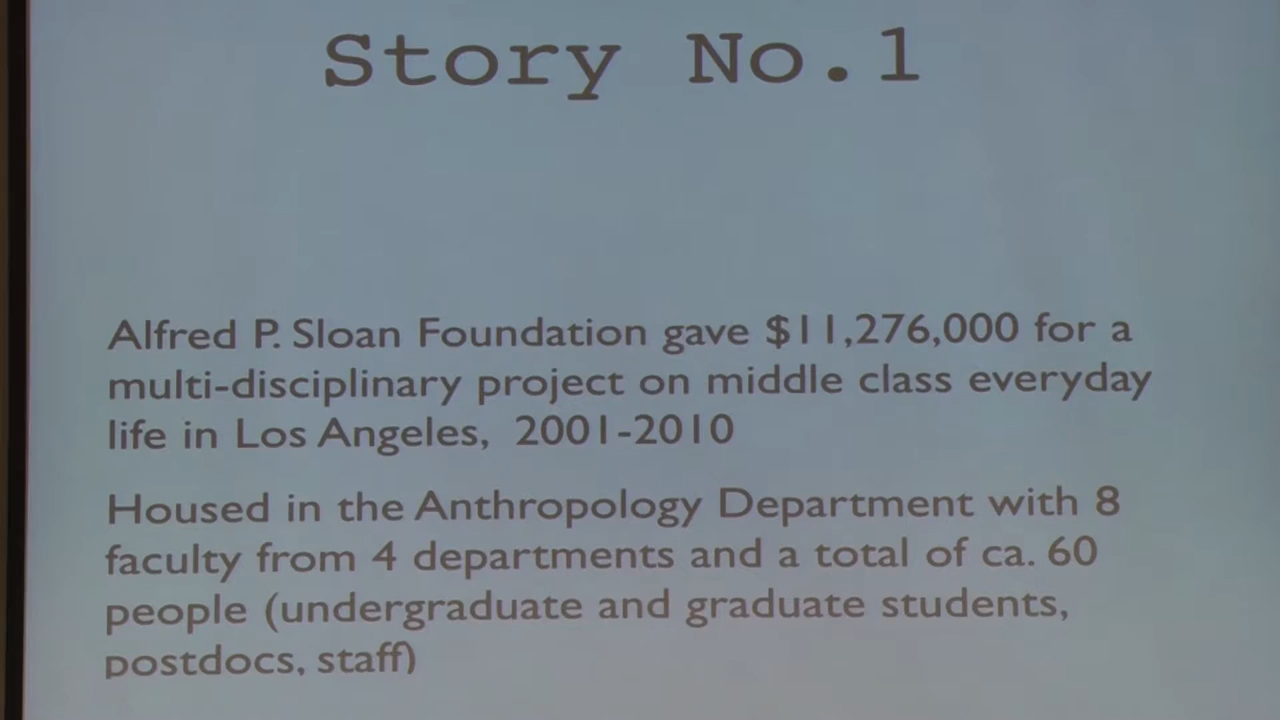 Story No.1
Alfred P. Sloan Foundation gave $11,276,000 for a
multi-disciplinary project on middle class everyday
life in Los Angeles, 2001-2010
Housed in the Anthropology Department with 8
faculty from 4 departments and a total of ca. 60
people (undergraduate and graduate students,
postdocs, staff)